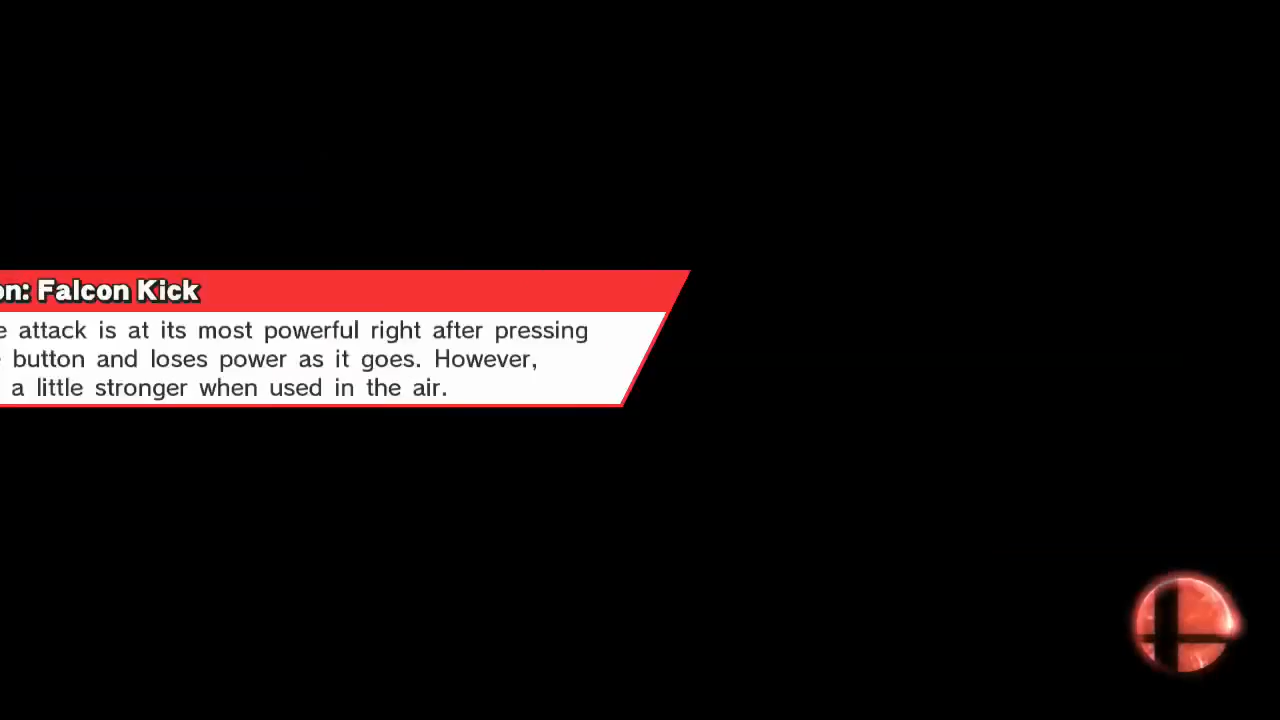 on: Falcon Kick
e attack is at its most powerful right after pressing
button and loses power as it goes. However,
a little stronger when used in the air.